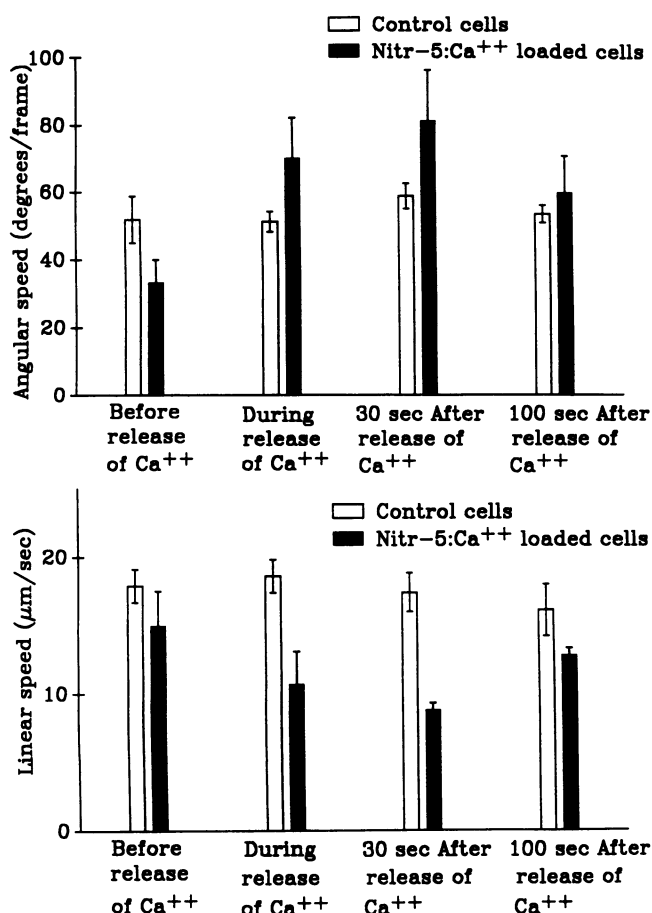 Control cells
Nitr-5:Ca++ loaded cells
Angular speed (degrees/frame)
100
80
60
40
20
0
Before release of Ca++
During release of Ca++
30 sec After release of Ca++
100 sec After release of Ca++
Control cells
Nitr-5:Ca++ loaded cells
Linear speed (μm/sec)
20
10
0
Before release of Ca++
During release of Ca++
30 sec After release of Ca++
100 sec After release of Ca++